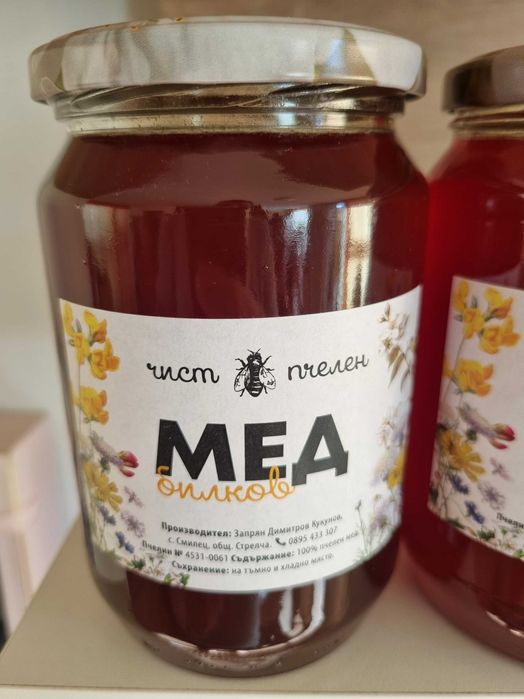 чист пчелен
МЕД
билков
Производител: Запрян Димитров Кукунов,
с. Смилец, общ. Стрелча. 0895 433 307
Пчелин № 4531-0061 Съдържание: 100% пчелен мед.
Съхранение: на тъмно и хладно място.